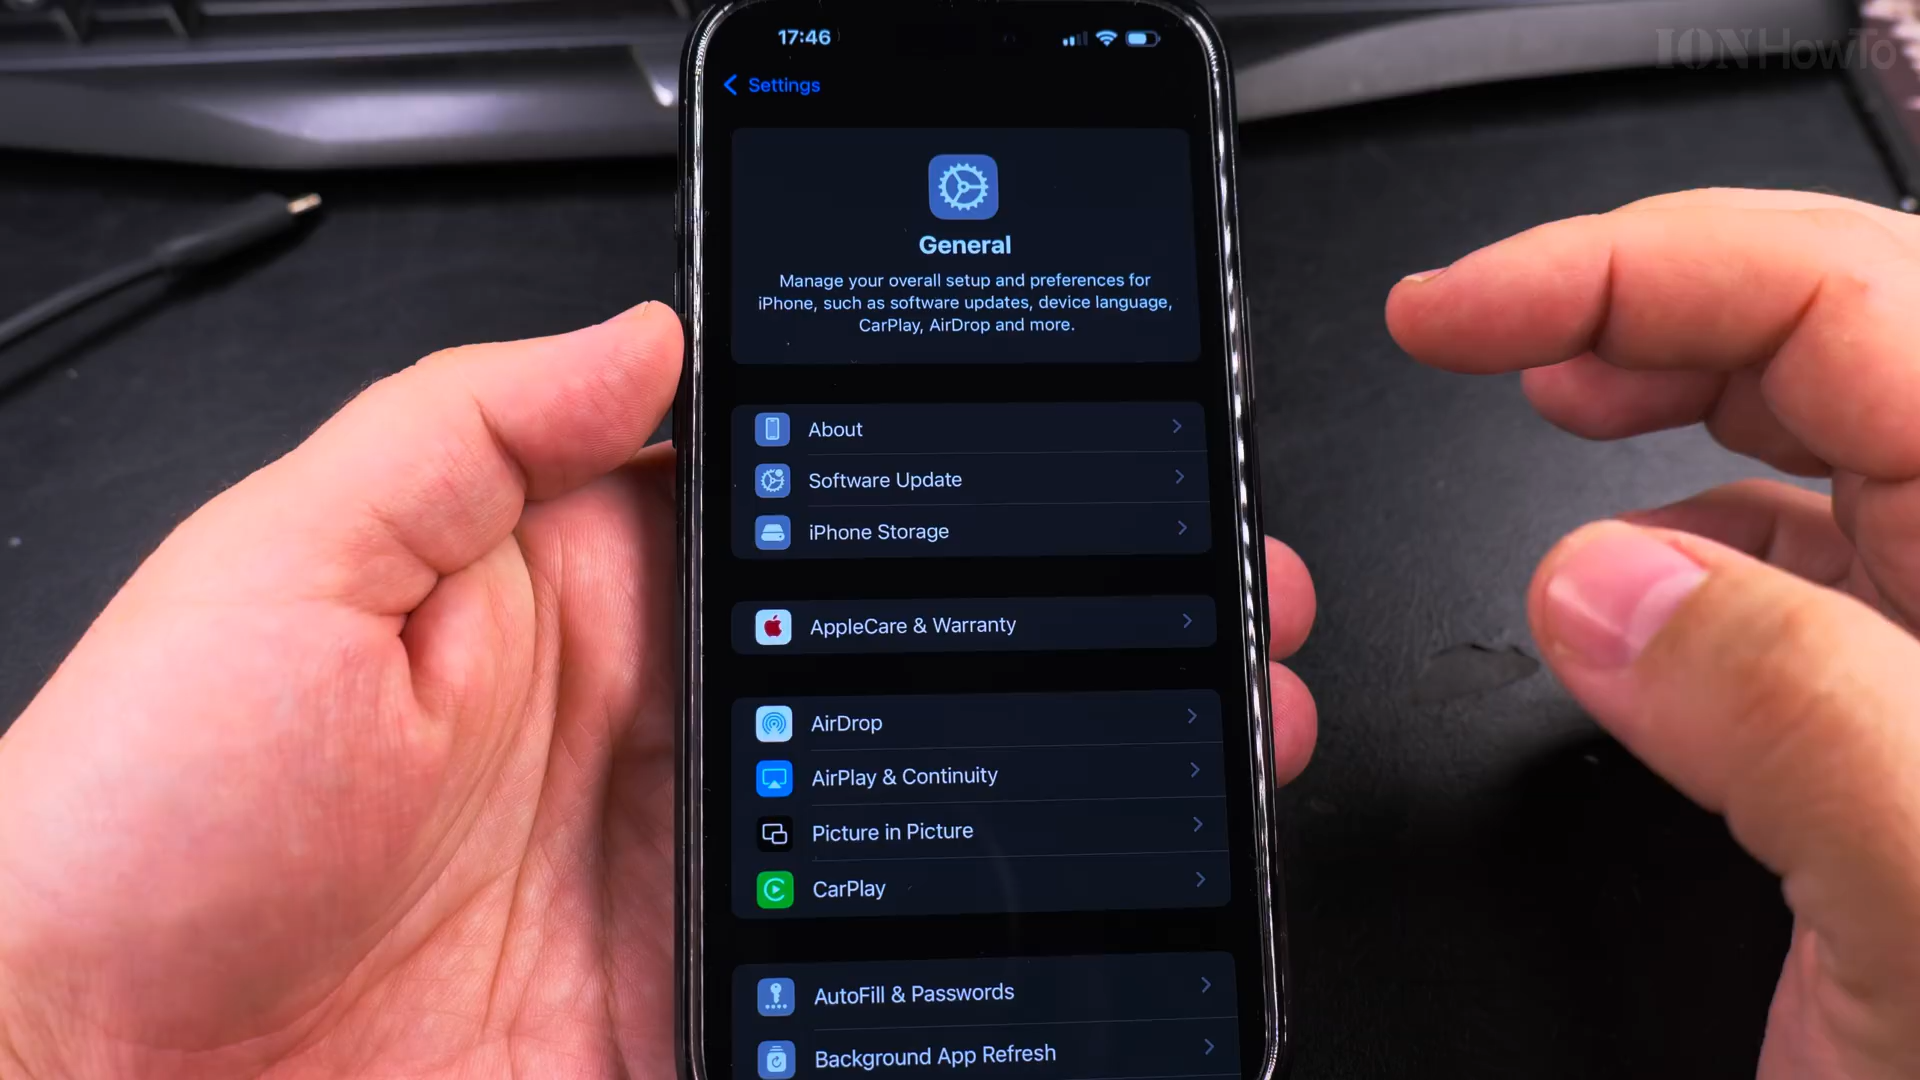 IONHowTo
17:46
Settings
General
Manage your overall setup and preferences for
iPhone, such as software updates, device language,
CarPlay, AirDrop and more.
About
Software Update
iPhone Storage
AppleCare & Warranty
AirDrop
AirPlay & Continuity
Picture in Picture
CarPlay
AutoFill & Passwords
Background App Refresh